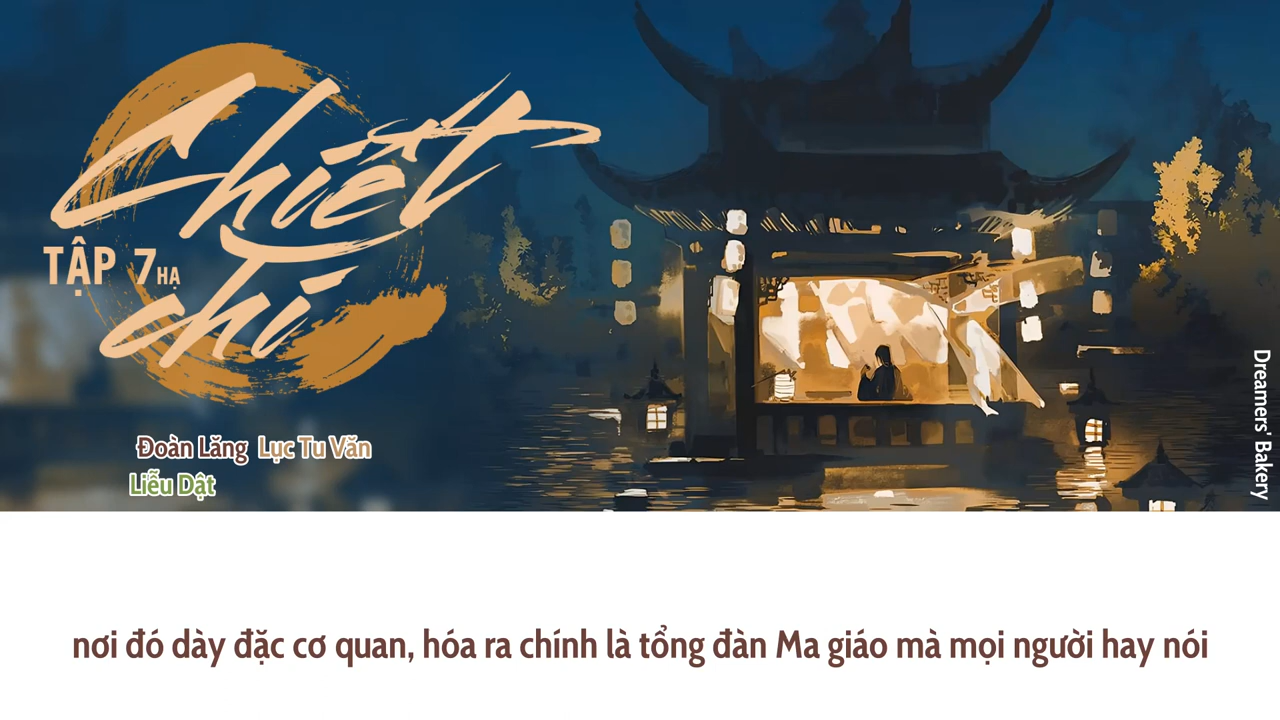 Chiết
chi
TẬP 7 HẠ
Đoàn Lăng Lục Tu Văn
Liễu Dật
Dreamers' Bakery
nơi đó dày đặc cơ quan, hóa ra chính là tổng đàn Ma giáo mà mọi người hay nói